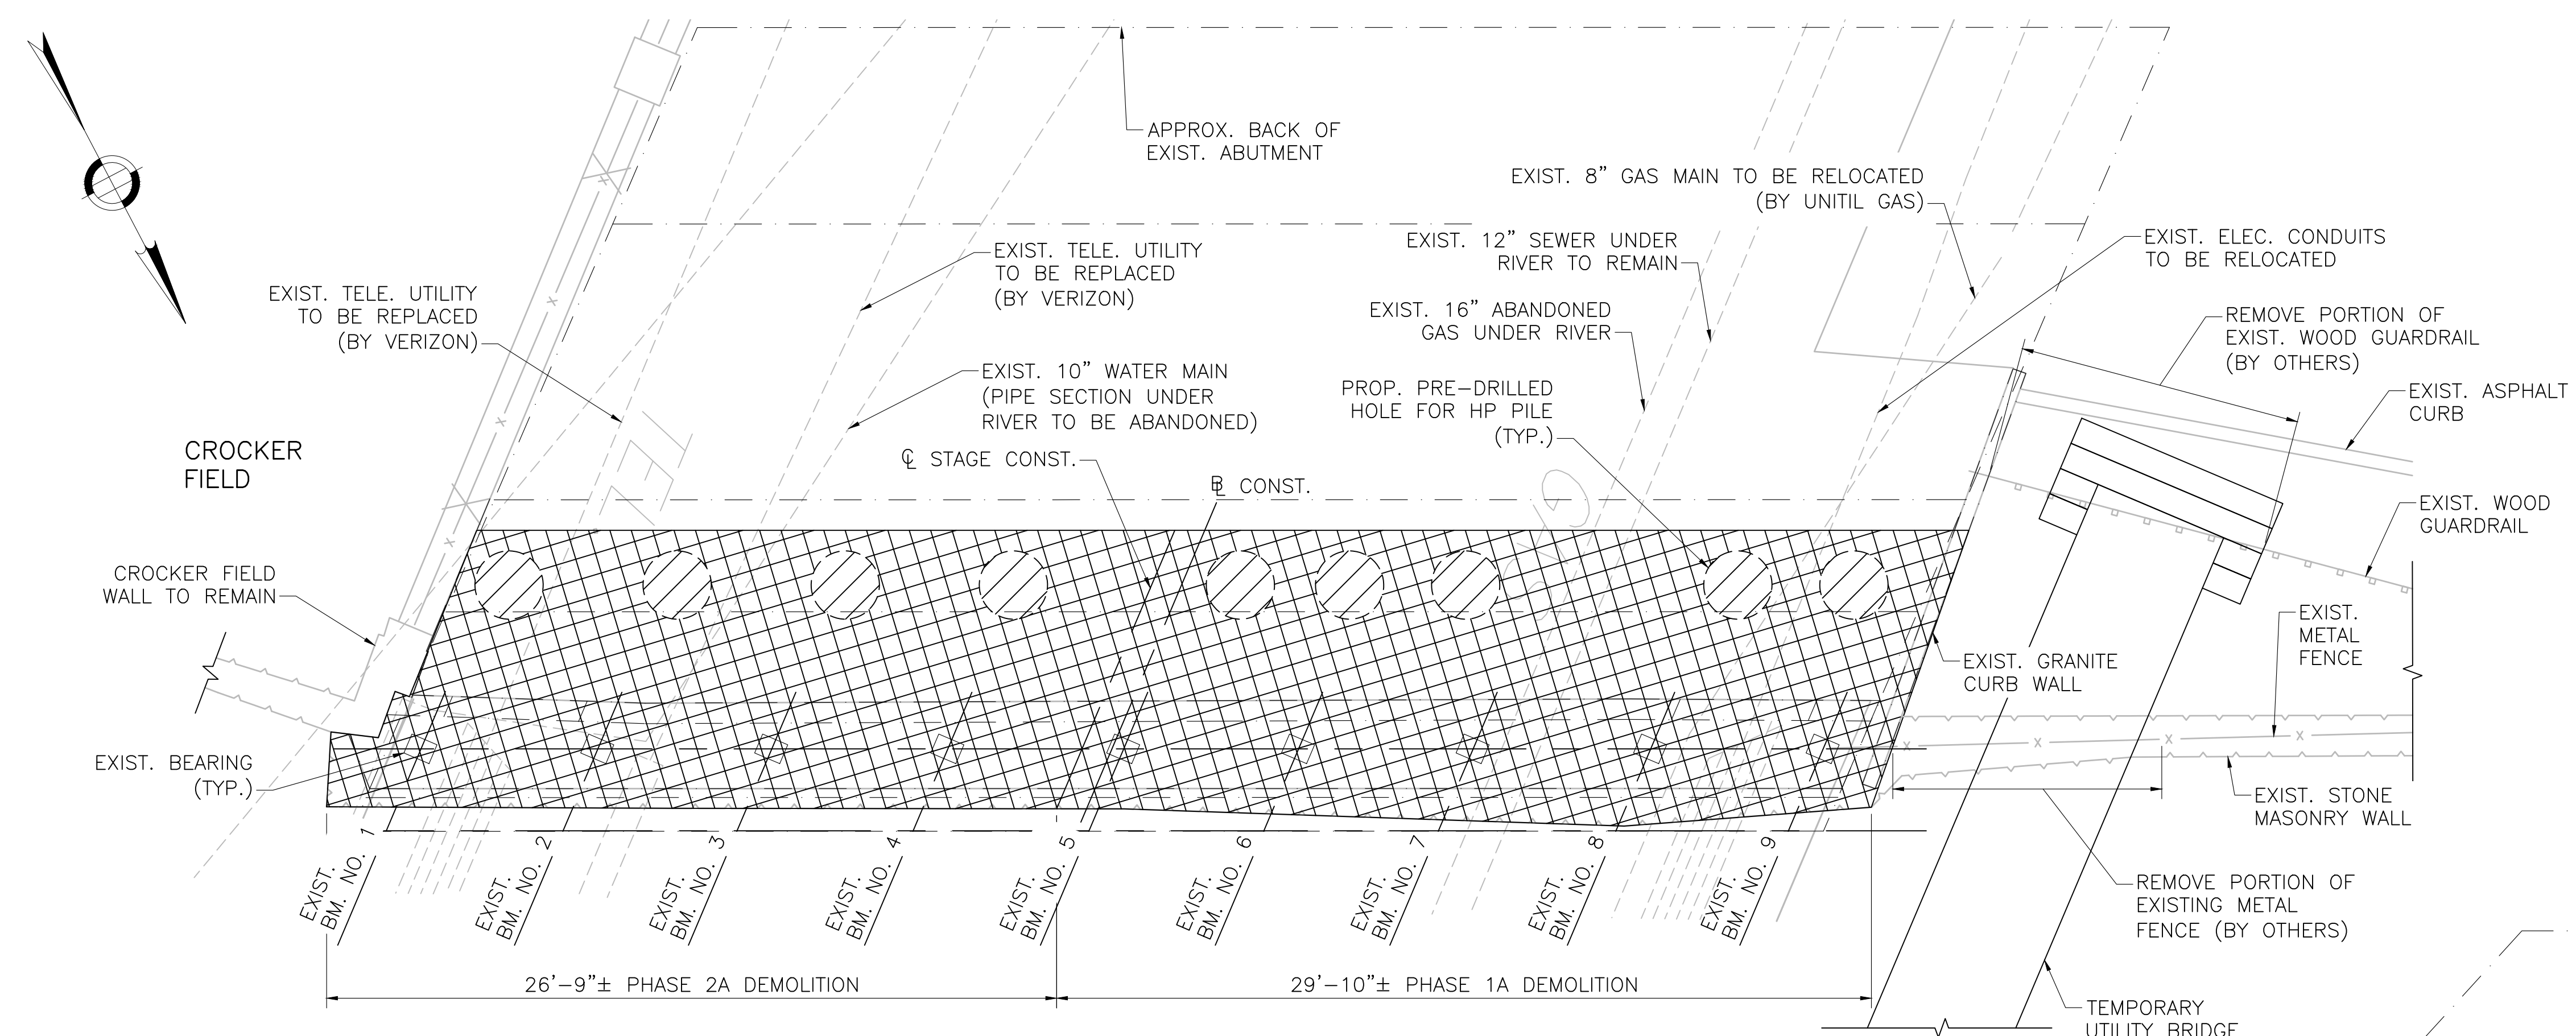 APPROX. BACK OF
EXIST. ABUTMENT
EXIST. 8" GAS MAIN TO BE RELOCATED
(BY UNITIL GAS)
EXIST. 12" SEWER UNDER
RIVER TO REMAIN
EXIST. ELEC. CONDUITS
TO BE RELOCATED
EXIST. TELE. UTILITY
TO BE REPLACED
(BY VERIZON)
EXIST. TELE. UTILITY
TO BE REPLACED
(BY VERIZON)
EXIST. 16" ABANDONED
GAS UNDER RIVER
REMOVE PORTION OF
EXIST. WOOD GUARDRAIL
(BY OTHERS)
EXIST. 10" WATER MAIN
(PIPE SECTION UNDER
RIVER TO BE ABANDONED)
PROP. PRE-DRILLED
HOLE FOR HP PILE
(TYP.)
EXIST. ASPHALT
CURB
CROCKER
FIELD
℄ STAGE CONST.
BL CONST.
EXIST. WOOD
GUARDRAIL
CROCKER FIELD
WALL TO REMAIN
EXIST.
METAL
FENCE
EXIST. GRANITE
CURB WALL
EXIST. BEARING
(TYP.)
EXIST. STONE
MASONRY WALL
EXIST.
BM. NO. 1
EXIST.
BM. NO. 2
EXIST.
BM. NO. 3
EXIST.
BM. NO. 4
EXIST.
BM. NO. 5
EXIST.
BM. NO. 6
EXIST.
BM. NO. 7
EXIST.
BM. NO. 8
EXIST.
BM. NO. 9
REMOVE PORTION OF
EXISTING METAL
FENCE (BY OTHERS)
26'-9"± PHASE 2A DEMOLITION
29'-10"± PHASE 1A DEMOLITION
TEMPORARY
UTILITY BRIDGE